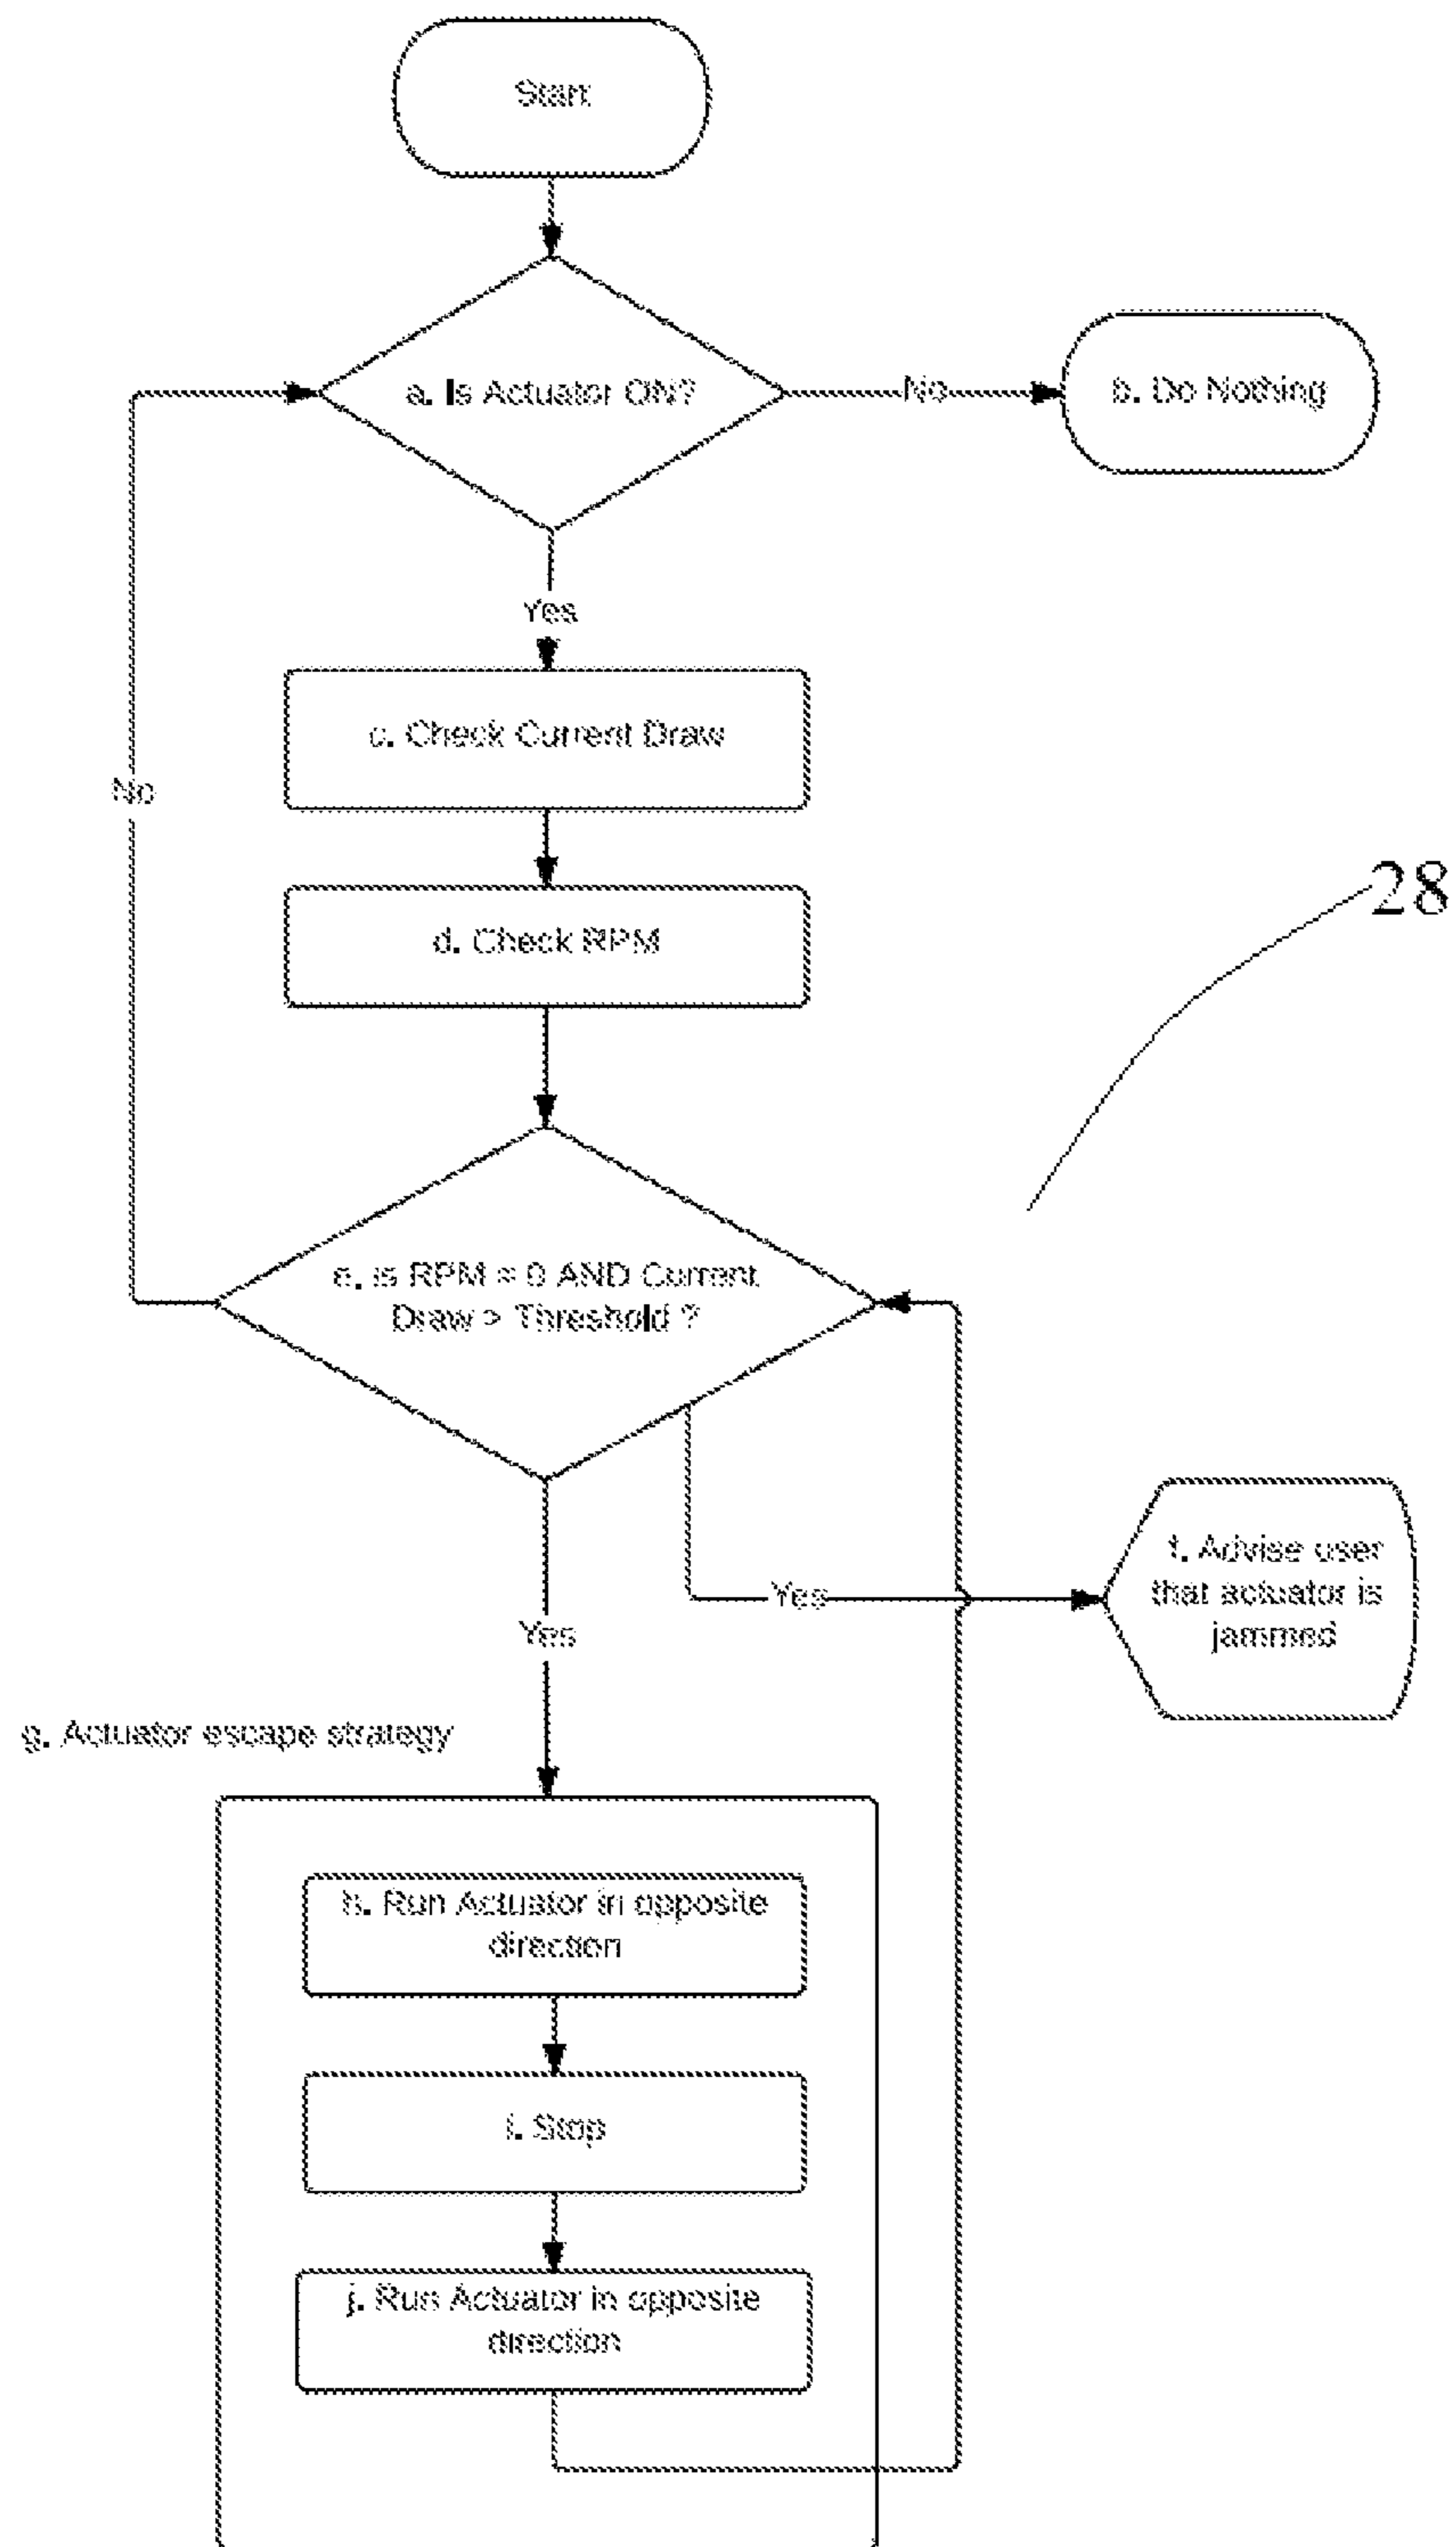 Start
a. Is Actuator ON?
No
b. Do Nothing
Yes
c. Check Current Draw
No
d. Check RPM
28
e. is RPM = 0 AND Current
Draw > Threshold ?
Yes
f. Advise user
that actuator is
jammed
Yes
g. Actuator escape strategy
h. Run Actuator in opposite
direction
i. Stop
j. Run Actuator in opposite
direction